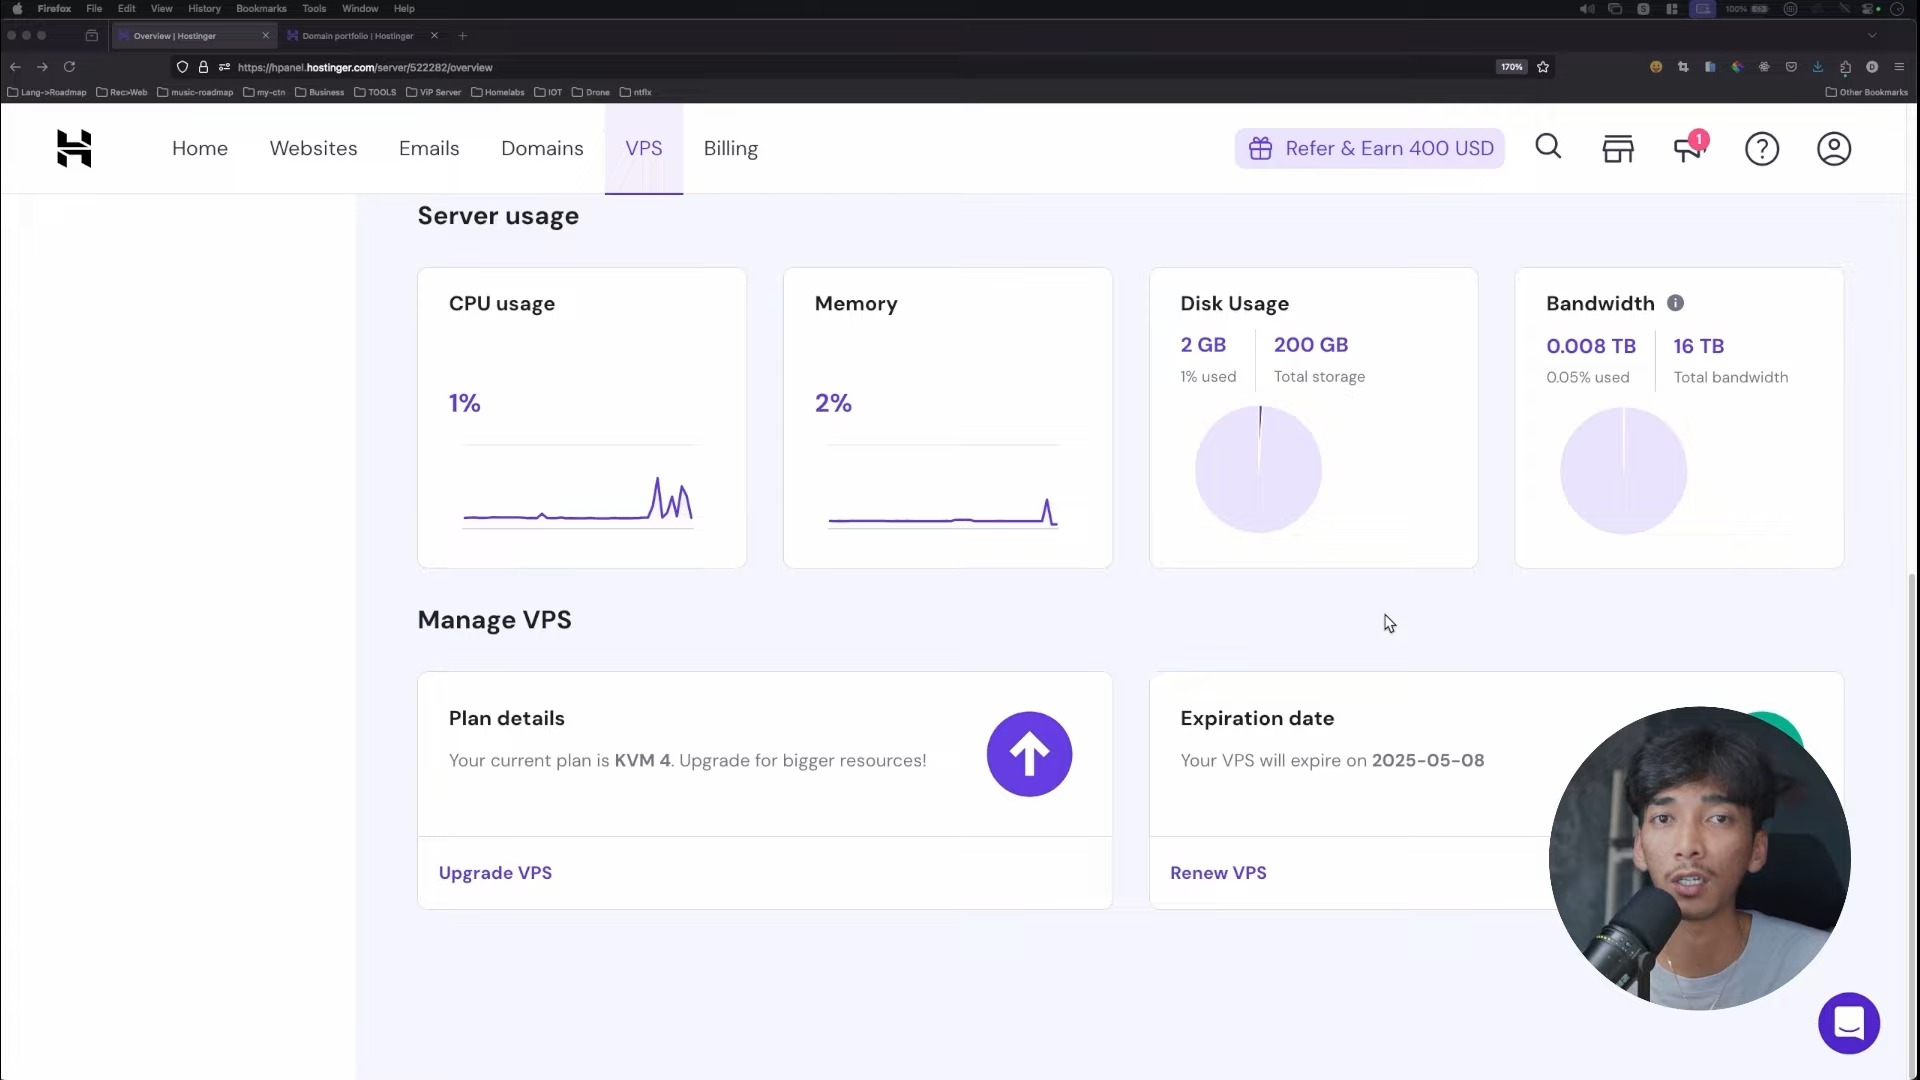 Firefox File Edit View History Bookmarks Tools Window Help
100%
Overview | Hostinger
Domain portfolio | Hostinger
https://hpanel.hostinger.com/server/522282/overview
170%
Lang->Roadmap Rec>Web music-roadmap my-ctn Business TOOLS ViP Server Homelabs IOT Drone ntflx
Other Bookmarks
Home Websites Emails Domains VPS Billing
Refer & Earn 400 USD
1
Server usage
CPU usage
1%
Memory
2%
Disk Usage
2 GB
1% used
200 GB
Total storage
Bandwidth
0.008 TB
0.05% used
16 TB
Total bandwidth
Manage VPS
Plan details
Your current plan is KVM 4. Upgrade for bigger resources!
Upgrade VPS
Expiration date
Your VPS will expire on 2025-05-08
Renew VPS